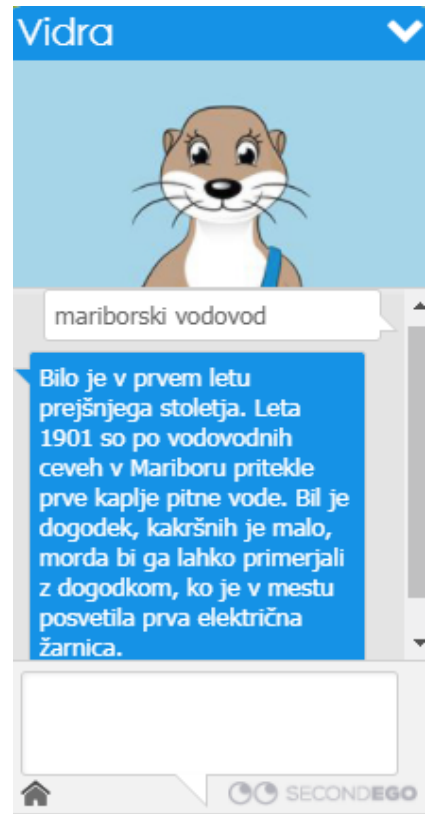 Vidra
mariborski vodovod
Bilo je v prvem letu
prejšnjega stoletja. Leta
1901 so po vodovodnih
ceveh v Mariboru pritekle
prve kaplje pitne vode. Bil je
dogodek, kakršnih je malo,
morda bi ga lahko primerjali
z dogodkom, ko je v mestu
posvetila prva električna
žarnica.
SECONDEGO